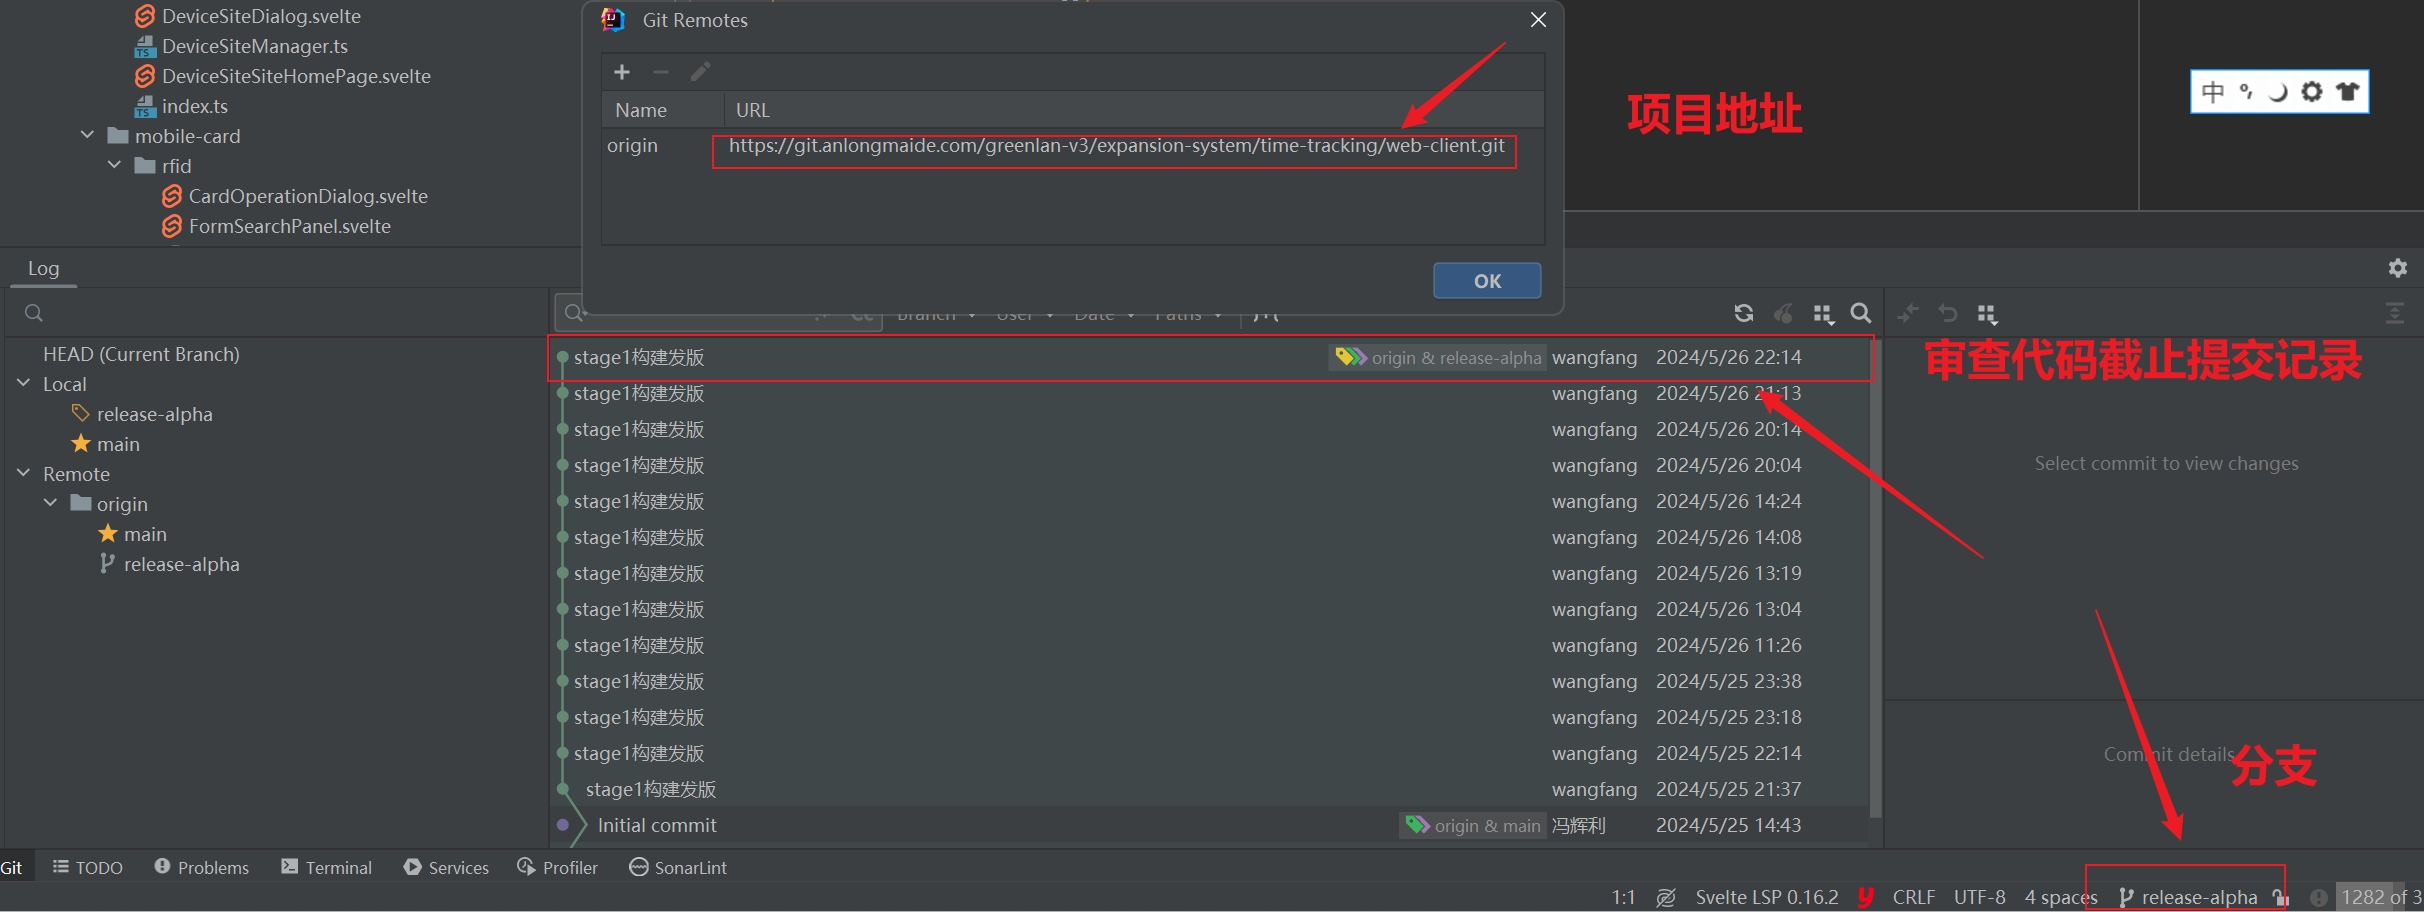 DeviceSiteDialog.svelte
DeviceSiteManager.ts
DeviceSiteSiteHomePage.svelte
index.ts
mobile-card
rfid
CardOperationDialog.svelte
FormSearchPanel.svelte
Git Remotes
Name URL
origin https://git.anlongmaide.com/greenlan-v3/expansion-system/time-tracking/web-client.git
OK
项目地址
中
Log
Branch User Date Paths
HEAD (Current Branch)
Local
release-alpha
main
Remote
origin
main
release-alpha
stage1构建发版 origin & release-alpha wangfang 2024/5/26 22:14
stage1构建发版 wangfang 2024/5/26 21:13
stage1构建发版 wangfang 2024/5/26 20:14
stage1构建发版 wangfang 2024/5/26 20:04
stage1构建发版 wangfang 2024/5/26 14:24
stage1构建发版 wangfang 2024/5/26 14:08
stage1构建发版 wangfang 2024/5/26 13:19
stage1构建发版 wangfang 2024/5/26 13:04
stage1构建发版 wangfang 2024/5/26 11:26
stage1构建发版 wangfang 2024/5/25 23:38
stage1构建发版 wangfang 2024/5/25 23:18
stage1构建发版 wangfang 2024/5/25 22:14
stage1构建发版 wangfang 2024/5/25 21:37
Initial commit origin & main 冯辉利 2024/5/25 14:43
审查代码截止提交记录
Select commit to view changes
Commit details
分支
Git TODO Problems Terminal Services Profiler SonarLint
1:1 Svelte LSP 0.16.2 CRLF UTF-8 4 spaces release-alpha 1282 of 3